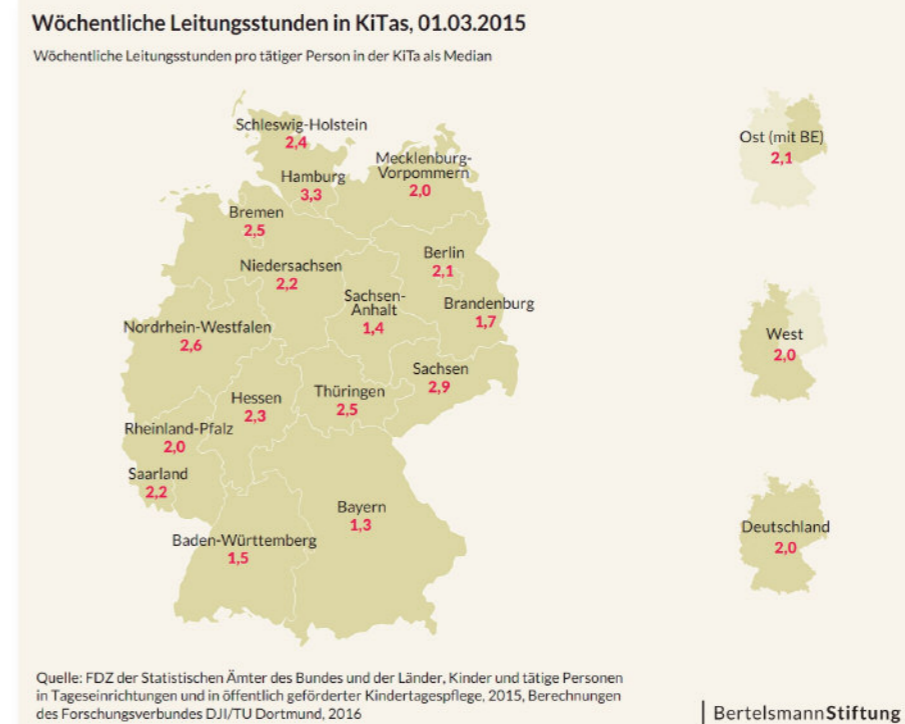 Wöchentliche Leitungsstunden in KiTas, 01.03.2015
Wöchentliche Leitungsstunden pro tätiger Person in der KiTa als Median
Schleswig-Holstein
2,4
Hamburg
3,3
Mecklenburg-
Vorpommern
2,0
Bremen
2,5
Niedersachsen
2,2
Berlin
2,1
Sachsen-
Anhalt
1,4
Brandenburg
1,7
Nordrhein-Westfalen
2,6
Sachsen
2,9
Hessen
2,3
Thüringen
2,5
Rheinland-Pfalz
2,0
Saarland
2,2
Bayern
1,3
Baden-Württemberg
1,5
Ost (mit BE)
2,1
West
2,0
Deutschland
2,0
Quelle: FDZ der Statistischen Ämter des Bundes und der Länder, Kinder und tätige Personen
in Tageseinrichtungen und in öffentlich geförderter Kindertagespflege, 2015, Berechnungen
des Forschungsverbundes DJI/TU Dortmund, 2016
BertelsmannStiftung